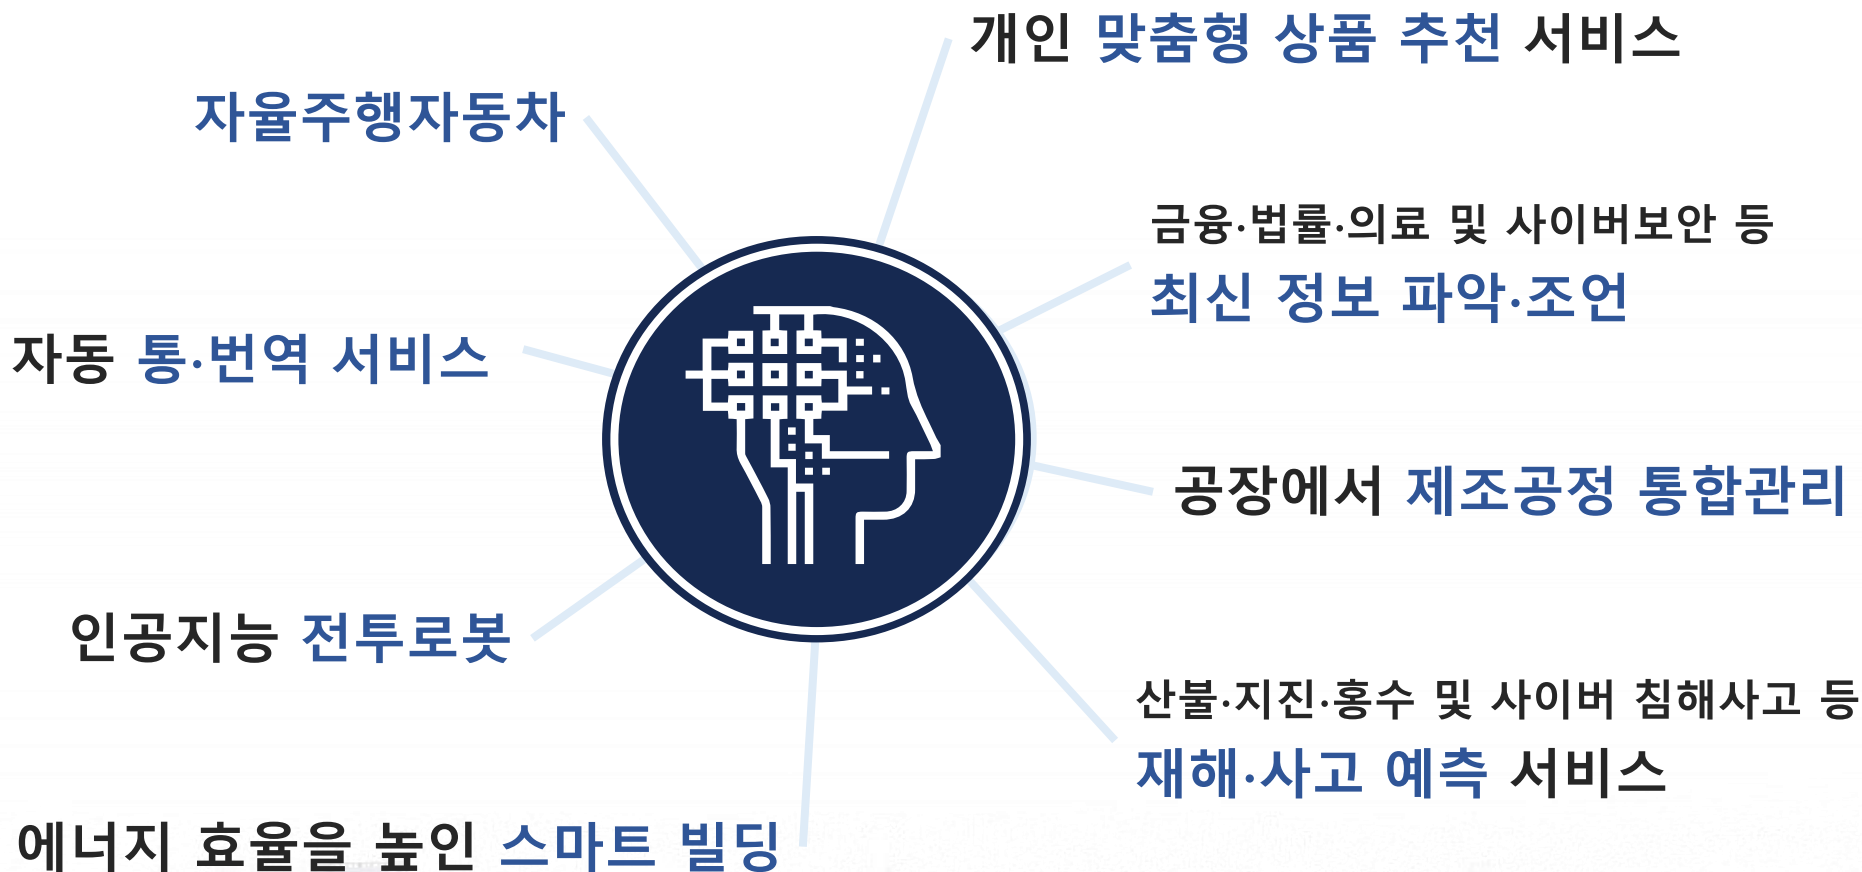 개인 맞춤형 상품 추천 서비스
자율주행자동차
금융·법률·의료 및 사이버보안 등
최신 정보 파악·조언
자동 통·번역 서비스
공장에서 제조공정 통합관리
인공지능 전투로봇
산불·지진·홍수 및 사이버 침해사고 등
재해·사고 예측 서비스
에너지 효율을 높인 스마트 빌딩